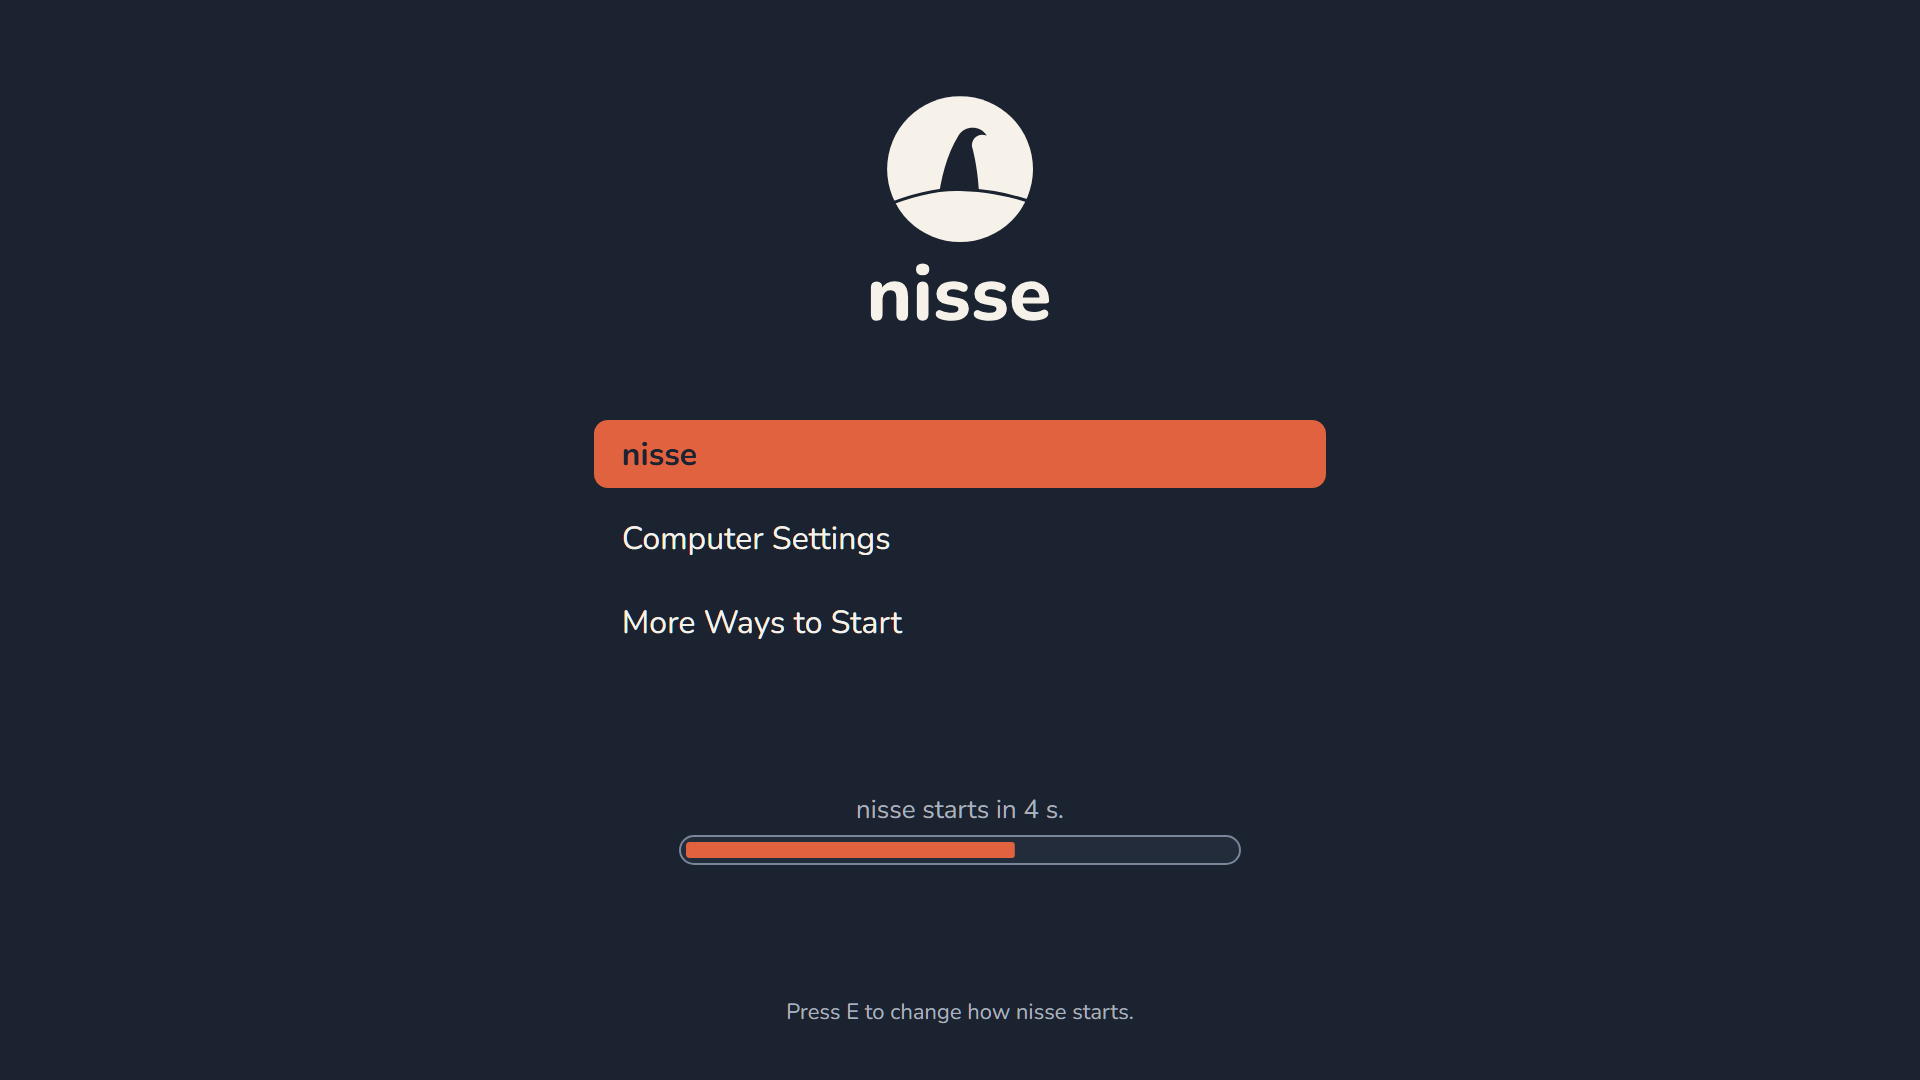 nisse
nisse
Computer Settings
More Ways to Start
nisse starts in 4 s.
Press E to change how nisse starts.